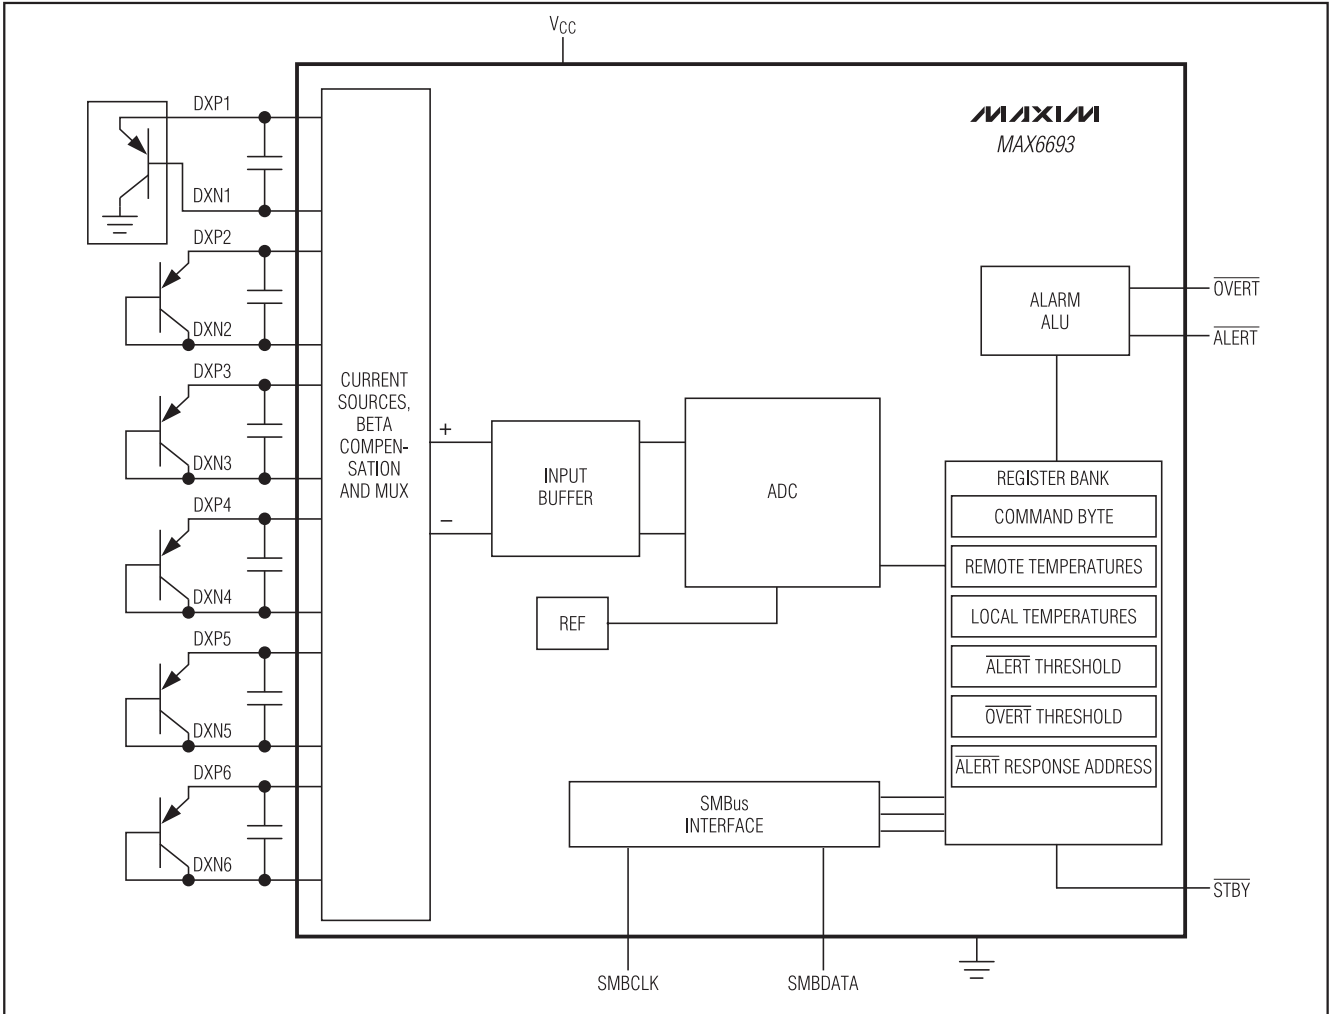 VCC
MAXIM
MAX6693
DXP1
DXN1
DXP2
DXN2
DXP3
DXN3
DXP4
DXN4
DXP5
DXN5
DXP6
DXN6
CURRENT
SOURCES,
BETA
COMPEN-
SATION
AND MUX
+
−
INPUT
BUFFER
ADC
REF
ALARM
ALU
OVERT
ALERT
REGISTER BANK
COMMAND BYTE
REMOTE TEMPERATURES
LOCAL TEMPERATURES
ALERT THRESHOLD
OVERT THRESHOLD
ALERT RESPONSE ADDRESS
SMBus
INTERFACE
STBY
SMBCLK
SMBDATA